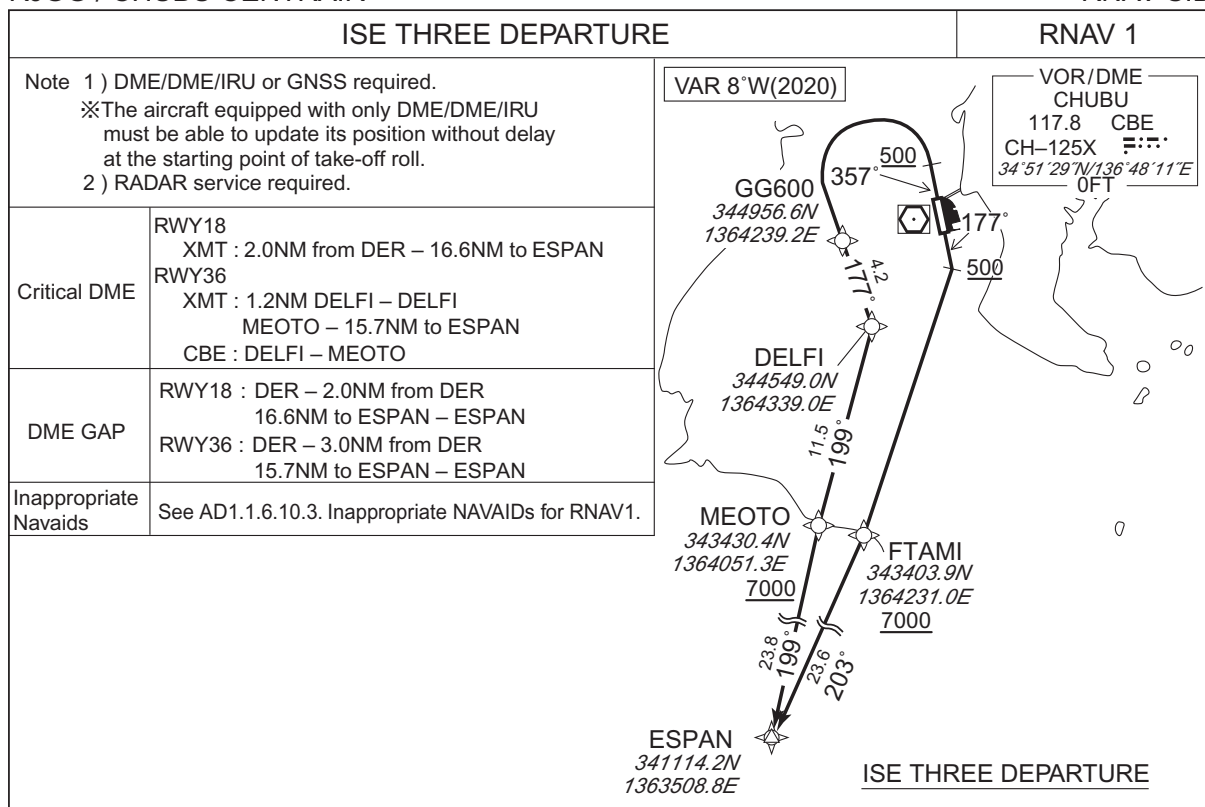 ISE THREE DEPARTURE
RNAV 1
Note 1 ) DME/DME/IRU or GNSS required.
※The aircraft equipped with only DME/DME/IRU
must be able to update its position without delay
at the starting point of take-off roll.
2 ) RADAR service required.
Critical DME
RWY18
XMT : 2.0NM from DER – 16.6NM to ESPAN
RWY36
XMT : 1.2NM DELFI – DELFI
MEOTO – 15.7NM to ESPAN
CBE : DELFI – MEOTO
DME GAP
RWY18 : DER – 2.0NM from DER
16.6NM to ESPAN – ESPAN
RWY36 : DER – 3.0NM from DER
15.7NM to ESPAN – ESPAN
Inappropriate
Navaids
See AD1.1.6.10.3. Inappropriate NAVAIDs for RNAV1.
VAR 8˚W(2020)
VOR/DME
CHUBU
117.8 CBE
CH–125X
34˚51´29˝N/136˚48´11˝E
0FT
500
357˚
GG600
344956.6N
1364239.2E
177˚
500
4.2
177˚
DELFI
344549.0N
1364339.0E
11.5
199˚
MEOTO
343430.4N
1364051.3E
7000
FTAMI
343403.9N
1364231.0E
7000
23.8
199˚
23.6
203˚
ESPAN
341114.2N
1363508.8E
ISE THREE DEPARTURE